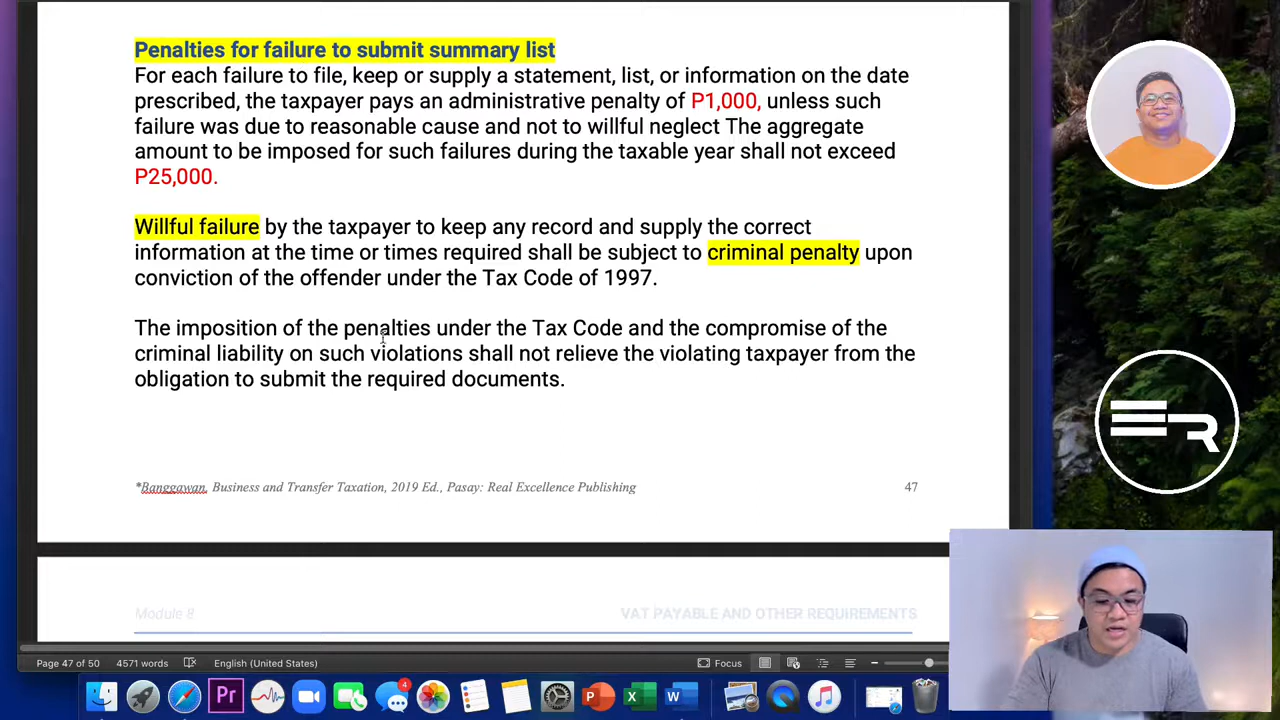 Penalties for failure to submit summary list
For each failure to file, keep or supply a statement, list, or information on the date
prescribed, the taxpayer pays an administrative penalty of P1,000, unless such
failure was due to reasonable cause and not to willful neglect The aggregate
amount to be imposed for such failures during the taxable year shall not exceed
P25,000.
Willful failure by the taxpayer to keep any record and supply the correct
information at the time or times required shall be subject to criminal penalty upon
conviction of the offender under the Tax Code of 1997.
The imposition of the penalties under the Tax Code and the compromise of the
criminal liability on such violations shall not relieve the violating taxpayer from the
obligation to submit the required documents.
*Banggawan, Business and Transfer Taxation, 2019 Ed., Pasay: Real Excellence Publishing 47
Module 8 VAT PAYABLE AND OTHER REQUIREMENTS
Page 47 of 50 4571 words English (United States) Focus
Pr 4 P X W
ER